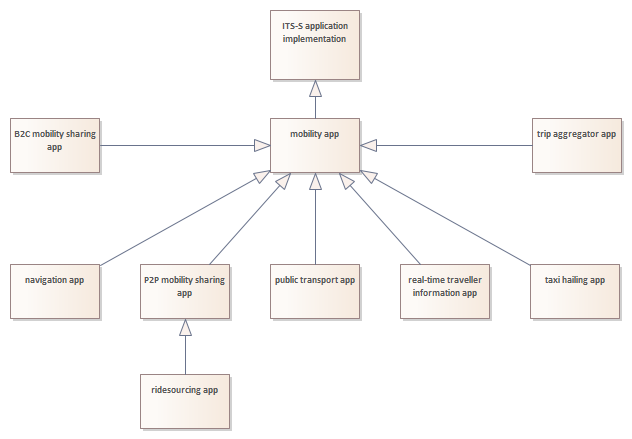 ITS-S application
implementation
B2C mobility sharing
app
mobility app
trip aggregator app
navigation app
P2P mobility sharing
app
public transport app
real-time traveller
information app
taxi hailing app
ridesourcing app